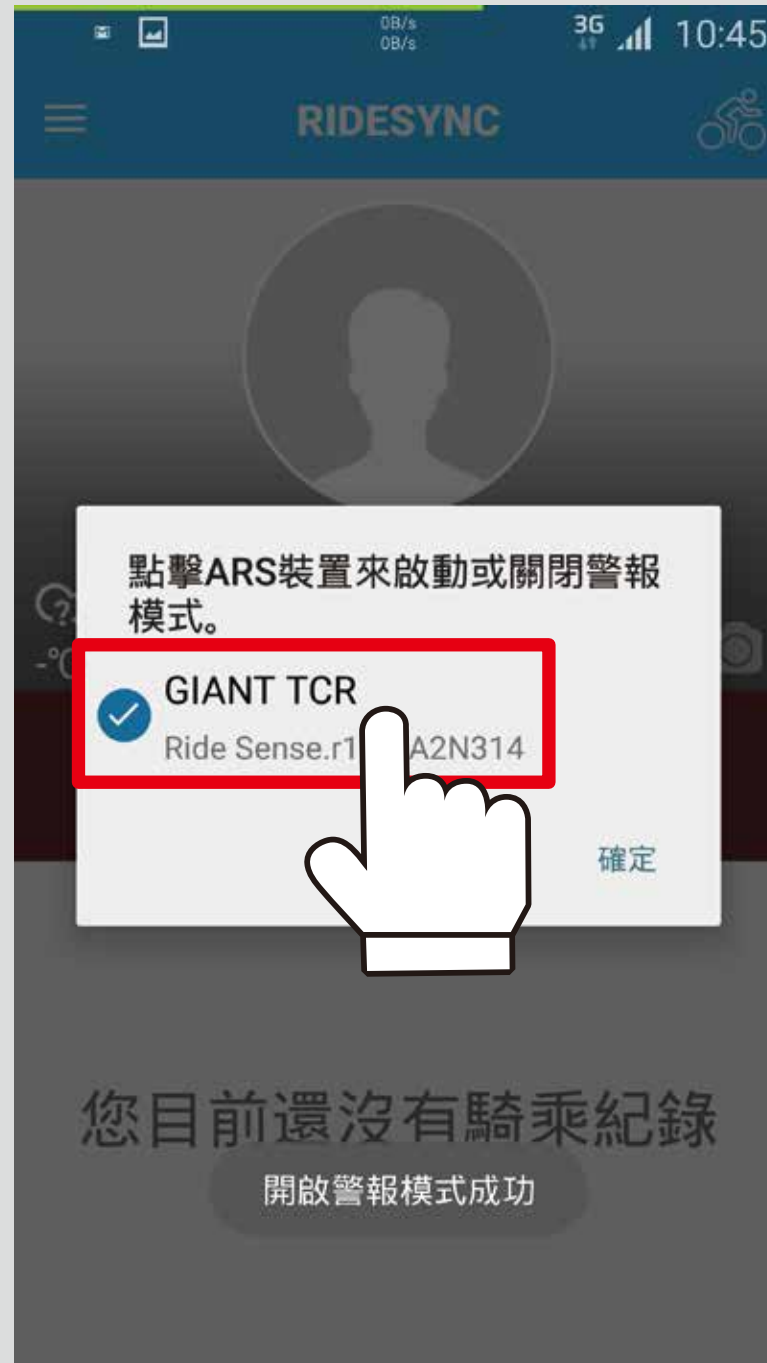 0B/s
0B/s
3G
10:45
RIDESYNC
點擊ARS裝置來啟動或關閉警報
模式。
GIANT TCR
Ride Sense.r1 A2N314
確定
您目前還沒有騎乘紀錄
開啟警報模式成功